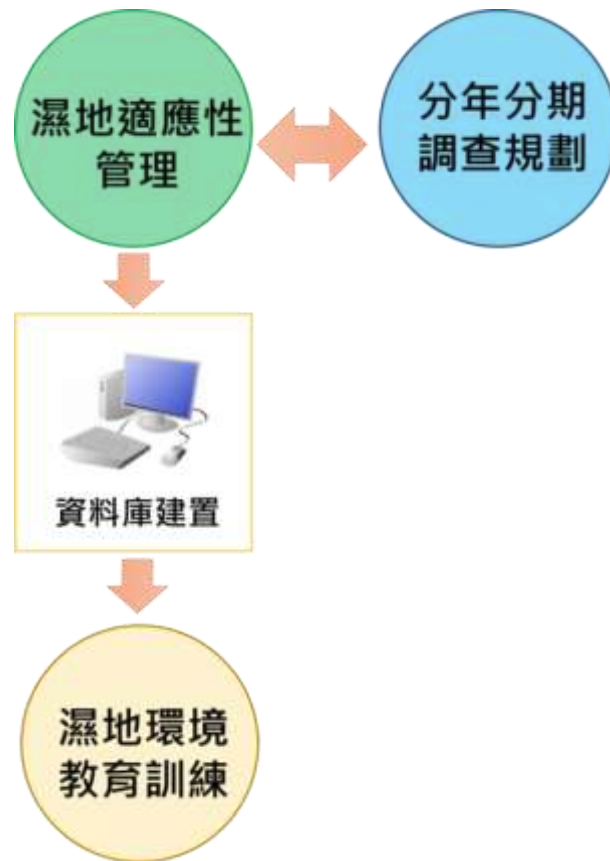 濕地適應性
管理
分年分期
調查規劃
資料庫建置
濕地環境
教育訓練